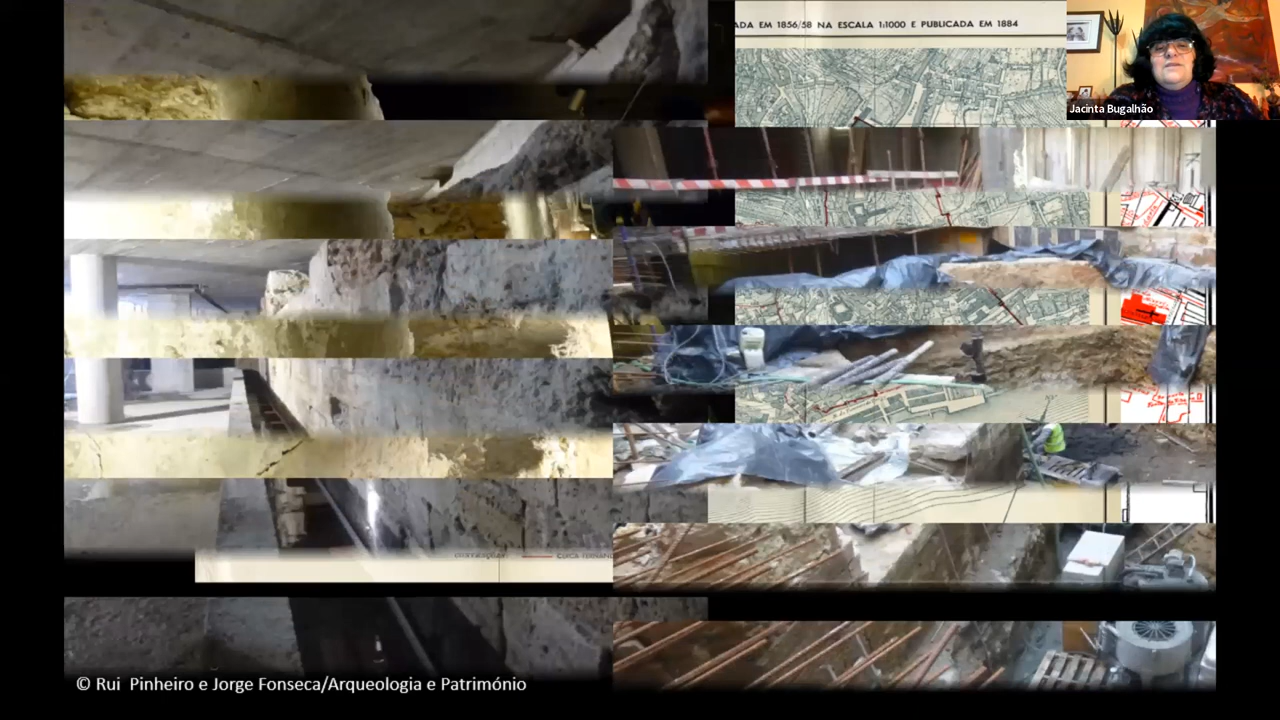 ADA EM 1856/58 NA ESCALA 1:1000 E PUBLICADA EM 1884
Jacinta Bugalhão
© Rui Pinheiro e Jorge Fonseca/Arqueologia e Património